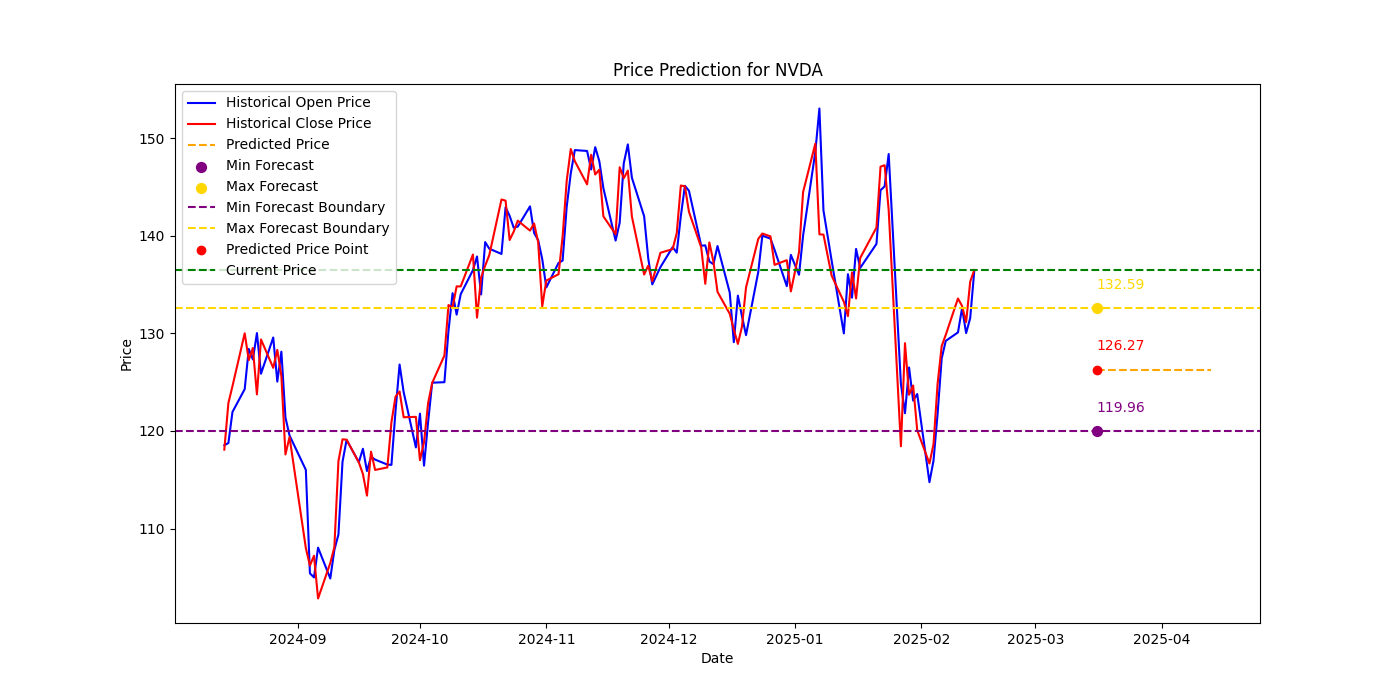 Price Prediction for NVDA
Historical Open Price
Historical Close Price
Predicted Price
Min Forecast
Max Forecast
Min Forecast Boundary
Max Forecast Boundary
Predicted Price Point
Current Price
150
140
130
120
110
Price
132.59
126.27
119.96
2024-09
2024-10
2024-11
2024-12
2025-01
2025-02
2025-03
2025-04
Date